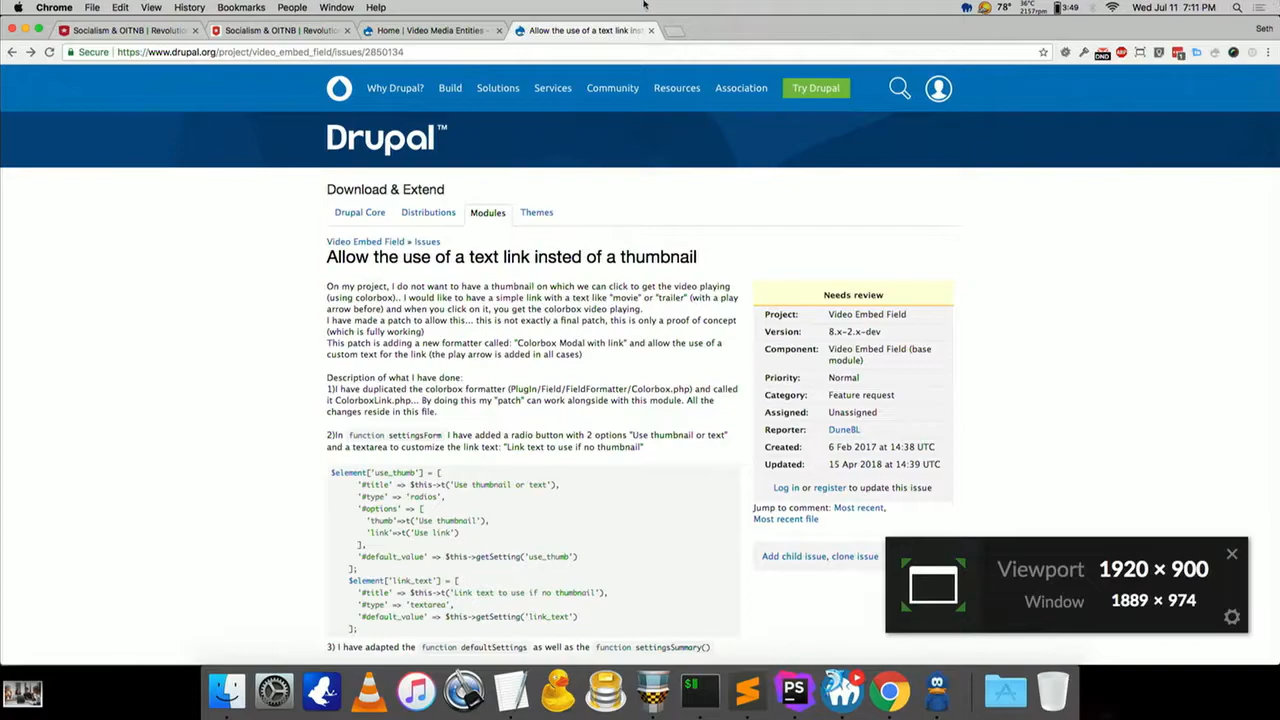 Chrome File Edit View History Bookmarks People Window Help 78° 36°C 2157rpm 3:49 Wed Jul 11 7:11 PM
Socialism & OITNB | Revolutio × Socialism & OITNB | Revolutio × Home | Video Media Entities - × Allow the use of a text link inst × Seth
Secure https://www.drupal.org/project/video_embed_field/issues/2850134
Why Drupal? Build Solutions Services Community Resources Association Try Drupal
Drupal™
Download & Extend
Drupal Core Distributions Modules Themes
Video Embed Field » Issues
Allow the use of a text link insted of a thumbnail
On my project, I do not want to have a thumbnail on which we can click to get the video playing
(using colorbox).. I would like to have a simple link with a text like "movie" or "trailer" (with a play
arrow before) and when you click on it, you get the colorbox video playing.
I have made a patch to allow this... this is not exactly a final patch, this is only a proof of concept
(which is fully working)
This patch is adding a new formatter called: "Colorbox Modal with link" and allow the use of a
custom text for the link (the play arrow is added in all cases)
Description of what I have done:
1)I have duplicated the colorbox formatter (PlugIn/Field/FieldFormatter/Colorbox.php) and called
it ColorboxLink.php... By doing this my "patch" can work alongside with this module. All the
changes reside in this file.
2)In function settingsForm I have added a radio button with 2 options "Use thumbnail or text"
and a textarea to customize the link text: "Link text to use if no thumbnail"
$element['use_thumb'] = [
'#title' => $this->t('Use thumbnail or text'),
'#type' => 'radios',
'#options' => [
'thumb'=>t('Use thumbnail'),
'link'=>t('Use link')
],
'#default_value' => $this->getSetting('use_thumb')
];
$element['link_text'] = [
'#title' => $this->t('Link text to use if no thumbnail'),
'#type' => 'textarea',
'#default_value' => $this->getSetting('link_text')
];
3) I have adapted the function defaultSettings as well as the function settingsSummary()
Needs review
Project: Video Embed Field
Version: 8.x-2.x-dev
Component: Video Embed Field (base
module)
Priority: Normal
Category: Feature request
Assigned: Unassigned
Reporter: DuneBL
Created: 6 Feb 2017 at 14:38 UTC
Updated: 15 Apr 2018 at 14:39 UTC
Log in or register to update this issue
Jump to comment: Most recent,
Most recent file
Add child issue, clone issue
Viewport 1920 × 900
Window 1889 × 974
PS